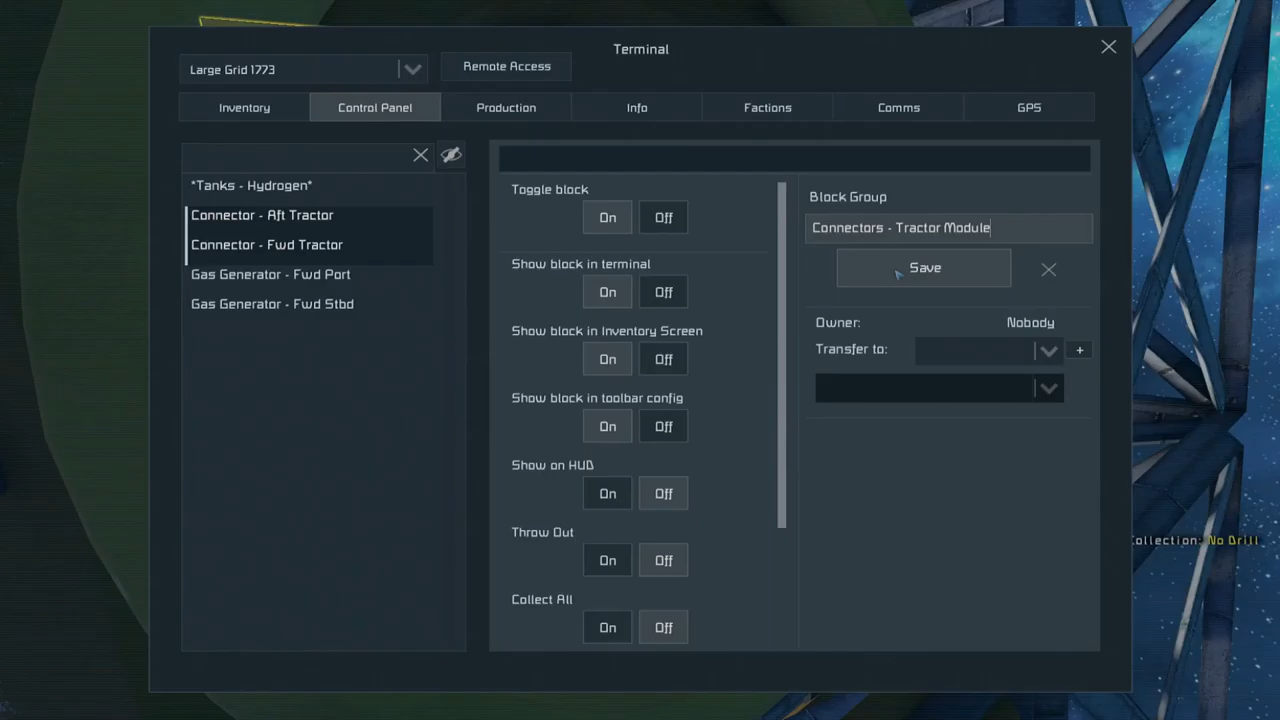 Terminal
Large Grid 1773
Remote Access
Inventory
Control Panel
Production
Info
Factions
Comms
GPS
*Tanks - Hydrogen*
Connector - Aft Tractor
Connector - Fwd Tractor
Gas Generator - Fwd Port
Gas Generator - Fwd Stbd
Toggle block
On Off
Show block in terminal
On Off
Show block in Inventory Screen
On Off
Show block in toolbar config
On Off
Show on HUD
On Off
Throw Out
On Off
Collect All
On Off
Block Group
Connectors - Tractor Module
Save
Owner: Nobody
Transfer to:
+
ollection: No Drill